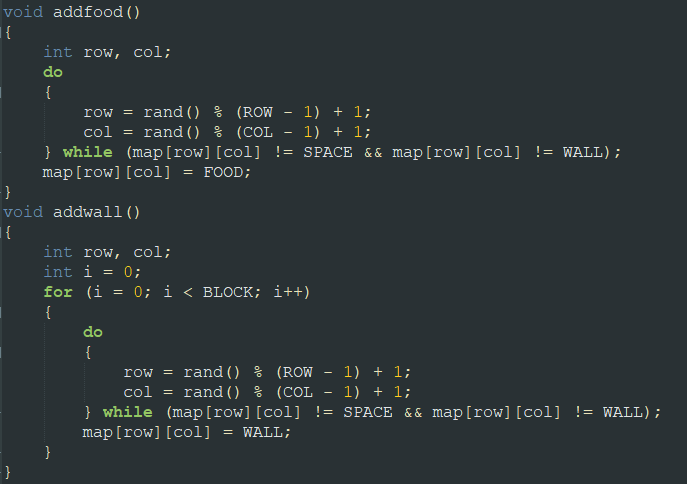 void addfood()
{
    int row, col;
    do
    {
        row = rand() % (ROW - 1) + 1;
        col = rand() % (COL - 1) + 1;
    } while (map[row][col] != SPACE && map[row][col] != WALL);
    map[row][col] = FOOD;
}
void addwall()
{
    int row, col;
    int i = 0;
    for (i = 0; i < BLOCK; i++)
    {
        do
        {
            row = rand() % (ROW - 1) + 1;
            col = rand() % (COL - 1) + 1;
        } while (map[row][col] != SPACE && map[row][col] != WALL);
        map[row][col] = WALL;
    }
}